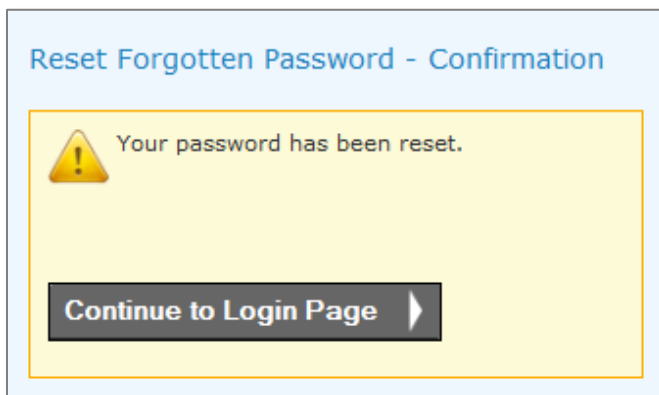 Reset Forgotten Password - Confirmation
Your password has been reset.
Continue to Login Page